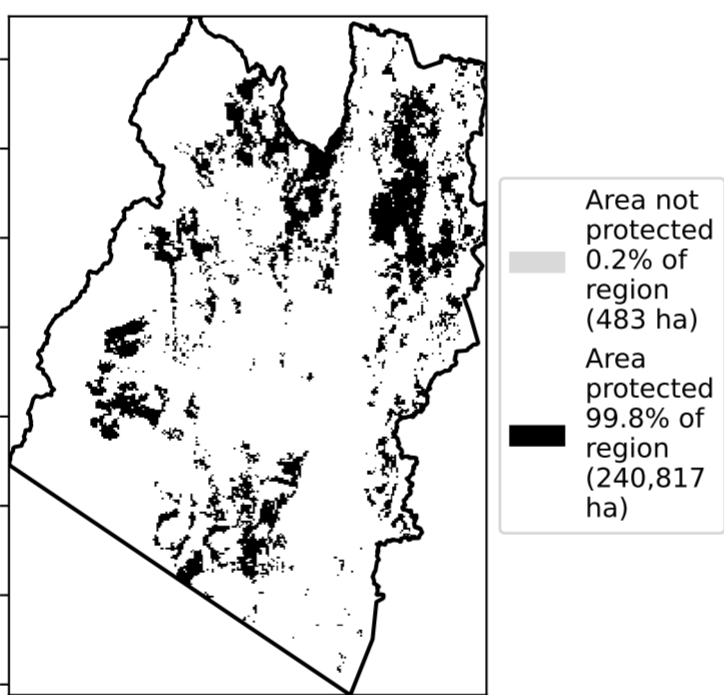 Area not
protected
0.2% of
region
(483 ha)
Area
protected
99.8% of
region
(240,817
ha)